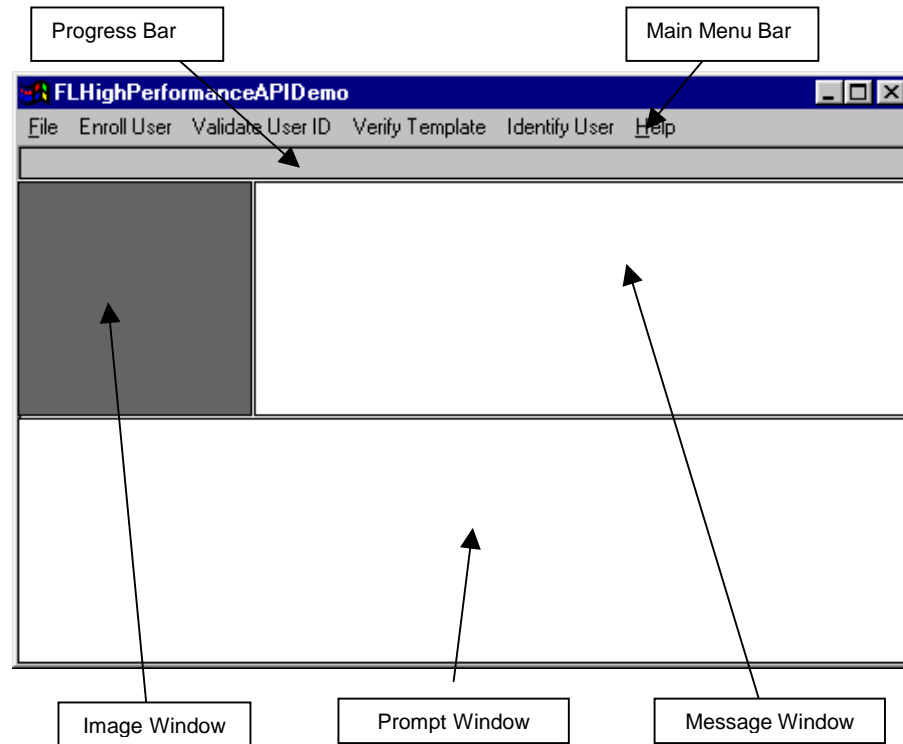 Progress Bar
Main Menu Bar
FLHighPerformanceAPIDemo
File Enroll User Validate User ID Verify Template Identify User Help
Image Window
Prompt Window
Message Window